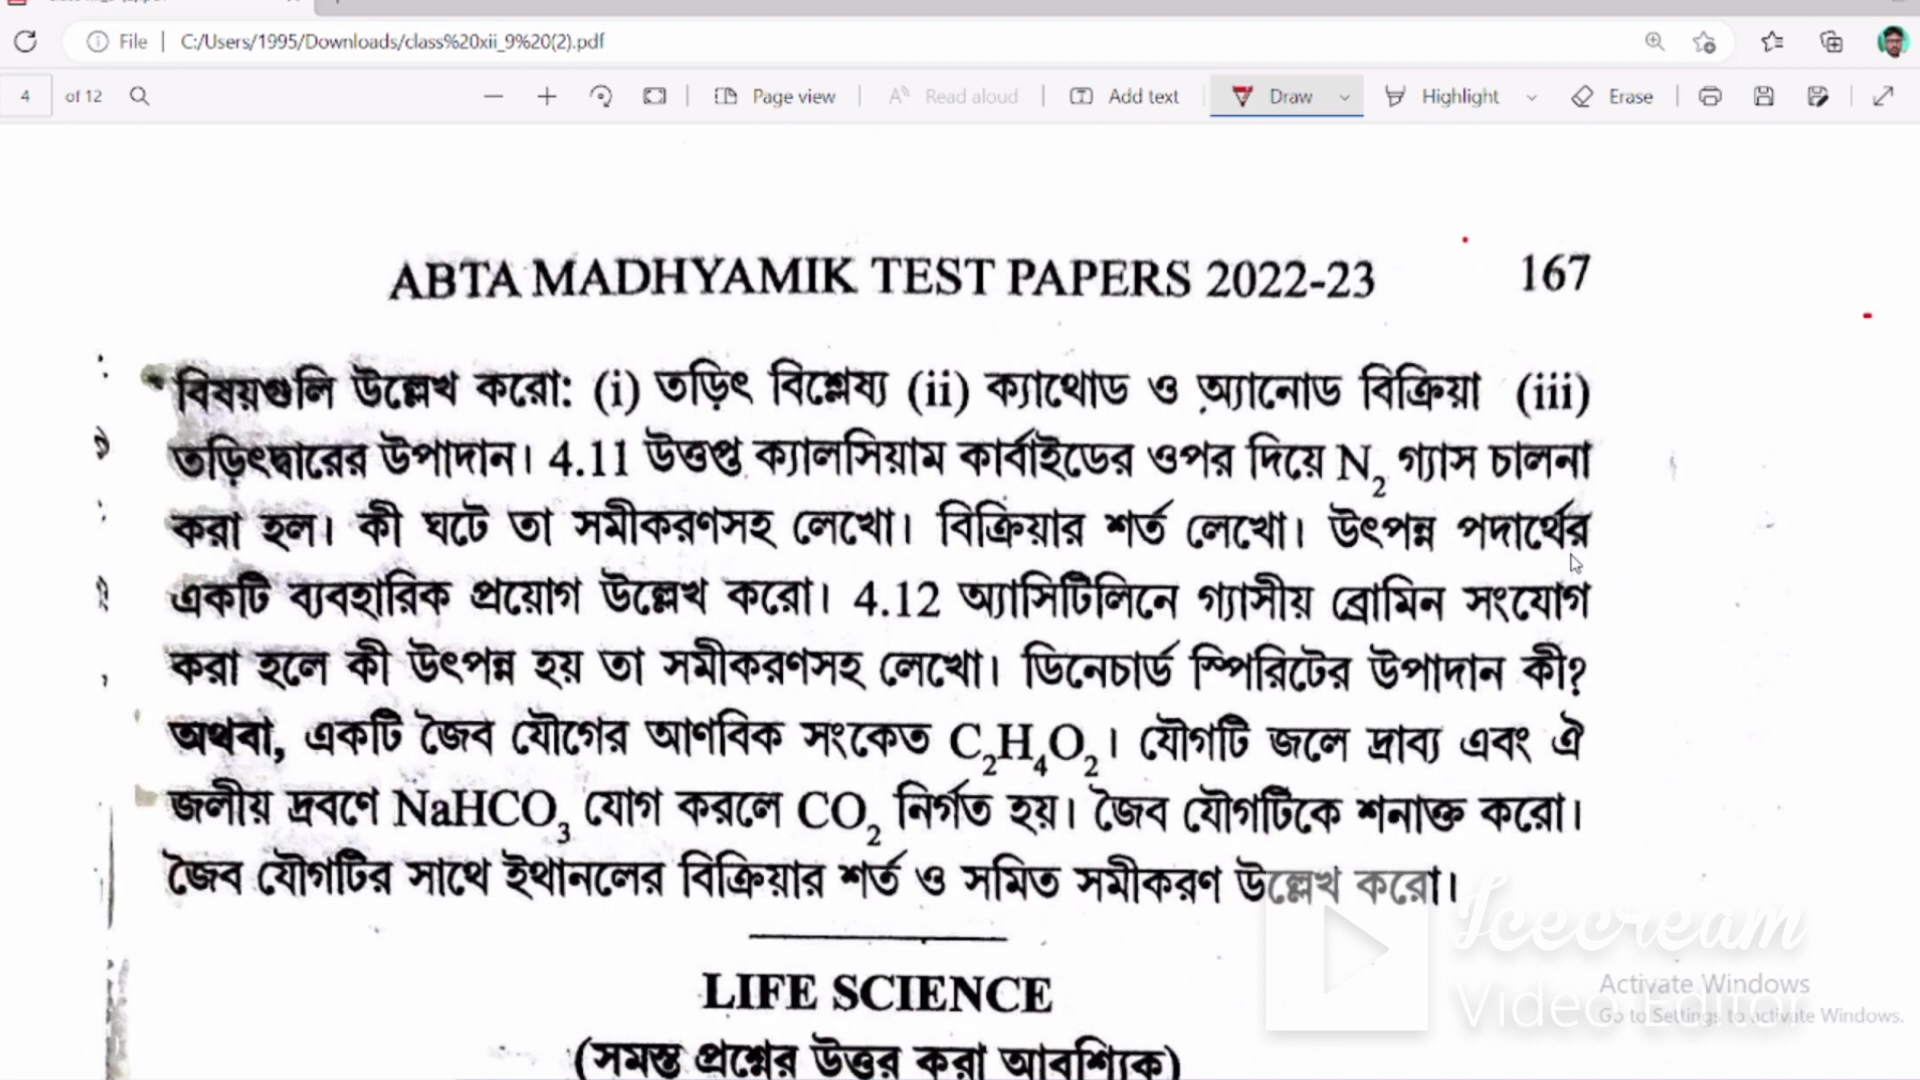 File C:/Users/1995/Downloads/class%20xii_9%20(2).pdf
4 of 12 Page view Read aloud Add text Draw Highlight Erase
ABTA MADHYAMIK TEST PAPERS 2022-23 167
বিষয়গুলি উল্লেখ করো: (i) তড়িৎ বিশ্লেষ্য (ii) ক্যাথোড ও অ্যানোড বিক্রিয়া (iii)
তড়িৎদ্বারের উপাদান। 4.11 উত্তপ্ত ক্যালসিয়াম কার্বাইডের ওপর দিয়ে N₂ গ্যাস চালনা
করা হল। কী ঘটে তা সমীকরণসহ লেখো। বিক্রিয়ার শর্ত লেখো। উৎপন্ন পদার্থের
একটি ব্যবহারিক প্রয়োগ উল্লেখ করো। 4.12 অ্যাসিটিলিনে গ্যাসীয় ব্রোমিন সংযোগ
করা হলে কী উৎপন্ন হয় তা সমীকরণসহ লেখো। ডিনেচার্ড স্পিরিটের উপাদান কী?
অথবা, একটি জৈব যৌগের আণবিক সংকেত C₂H₄O₂। যৌগটি জলে দ্রাব্য এবং ঐ
জলীয় দ্রবণে NaHCO₃ যোগ করলে CO₂ নির্গত হয়। জৈব যৌগটিকে শনাক্ত করো।
জৈব যৌগটির সাথে ইথানলের বিক্রিয়ার শর্ত ও সমিত সমীকরণ উল্লেখ করো।
Icecream
Activate Windows
Video Editor
Go to Settings to activate Windows.
LIFE SCIENCE
(সমস্ত প্রশ্নের উত্তর করা আবশ্যিক)